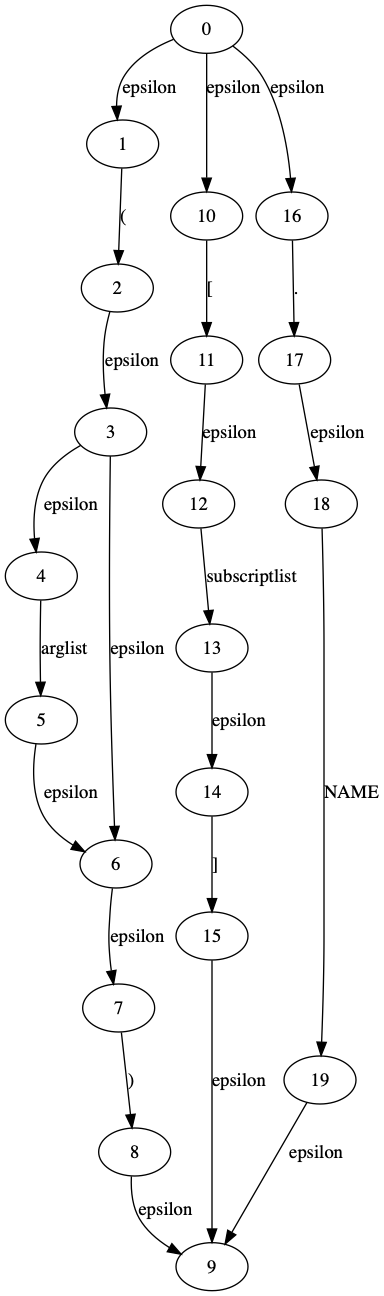 0
epsilon epsilon epsilon
1
10 16
(
2
[ .
11 17
epsilon
3
epsilon epsilon
12 18
epsilon
4
subscriptlist
arglist epsilon
13
5
epsilon
epsilon
14 NAME
6
]
epsilon
15
7
)
epsilon
19
8
epsilon
epsilon
9